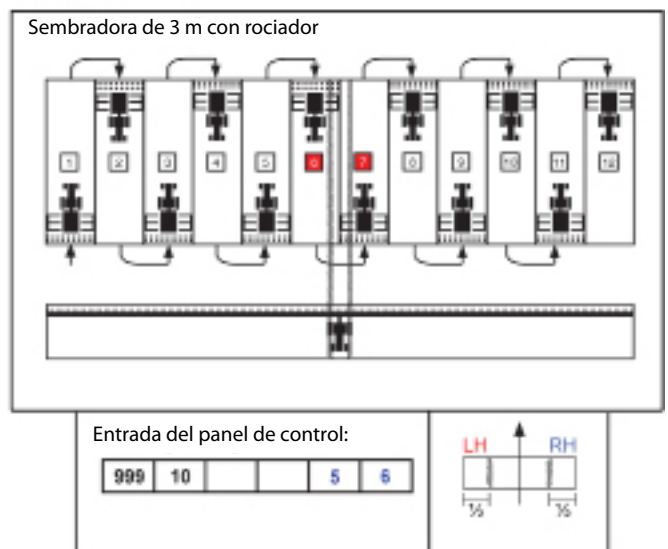 Sembradora de 3 m con rociador
1 2 3 4 5 6 7 8 9 10 11 12
Entrada del panel de control:
999 10 5 6
LH RH
½ ½